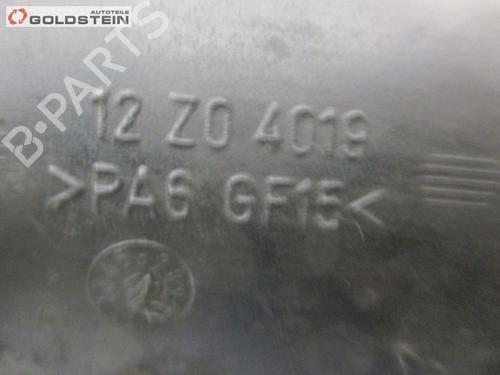 AUTOTEILE
GOLDSTEIN
B-PARTS
12 Z0 4019
>PA6 GF15<